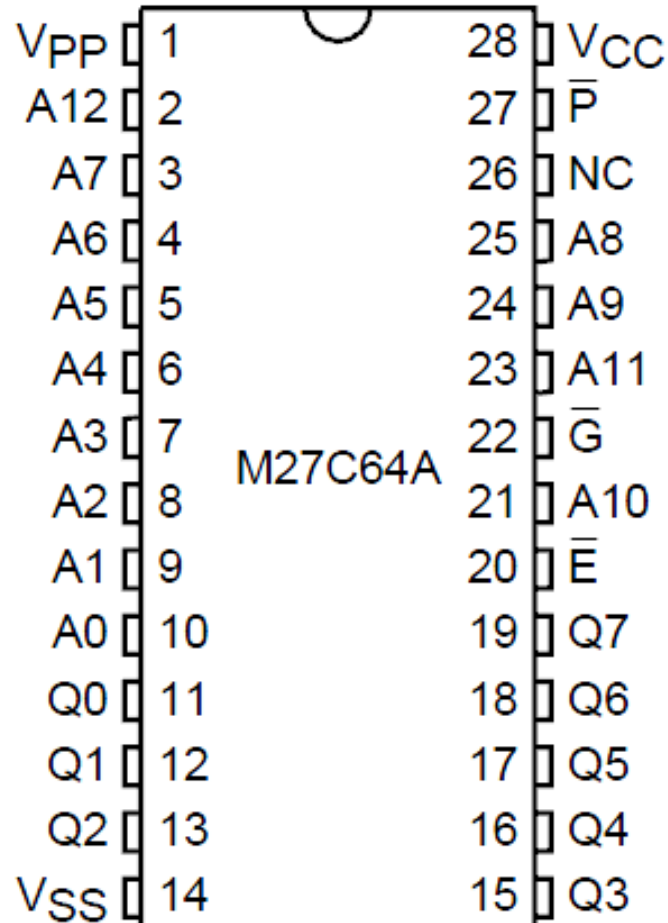 VPP 1 28 VCC
A12 2 27 P̅
A7 3 26 NC
A6 4 25 A8
A5 5 24 A9
A4 6 23 A11
A3 7 22 G̅
M27C64A
A2 8 21 A10
A1 9 20 E̅
A0 10 19 Q7
Q0 11 18 Q6
Q1 12 17 Q5
Q2 13 16 Q4
VSS 14 15 Q3